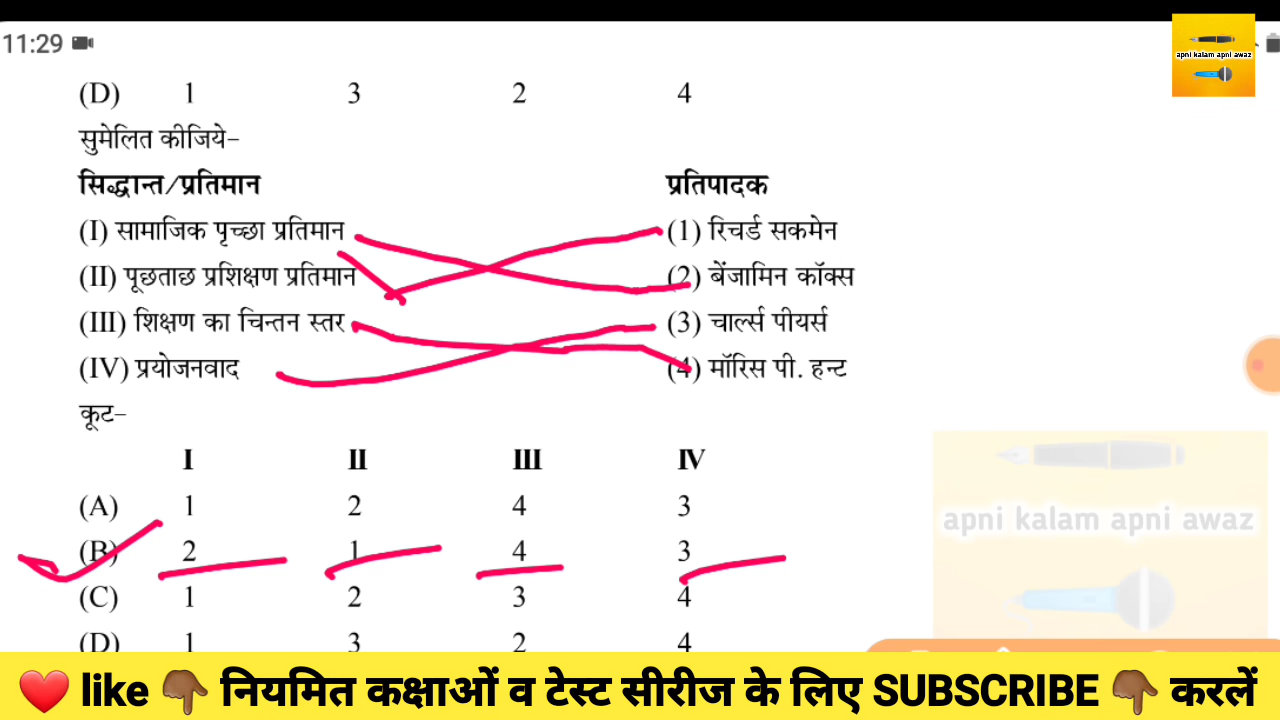 11:29
apni kalam apni awaz
(D) 1 3 2 4
सुमेलित कीजिये–
सिद्धान्त/प्रतिमान प्रतिपादक
(I) सामाजिक पृच्छा प्रतिमान (1) रिचर्ड सकमेन
(II) पूछताछ प्रशिक्षण प्रतिमान (2) बेंजामिन कॉक्स
(III) शिक्षण का चिन्तन स्तर (3) चार्ल्स पीयर्स
(IV) प्रयोजनवाद (4) मॉरिस पी. हन्ट
कूट–
I II III IV
(A) 1 2 4 3
(B) 2 1 4 3
(C) 1 2 3 4
(D) 1 3 2 4
apni kalam apni awaz
like नियमित कक्षाओं व टेस्ट सीरीज के लिए SUBSCRIBE करलें